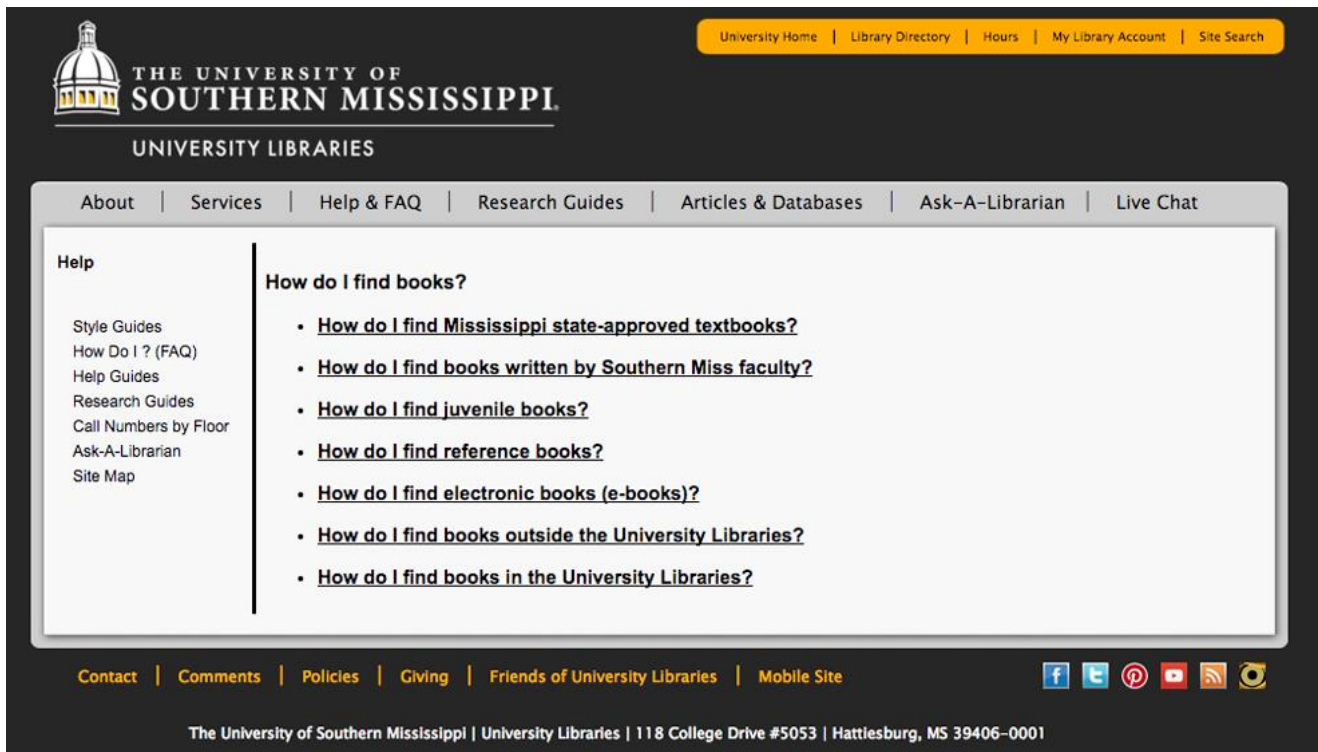 University Home | Library Directory | Hours | My Library Account | Site Search
THE UNIVERSITY OF
SOUTHERN MISSISSIPPI.
UNIVERSITY LIBRARIES
About | Services | Help & FAQ | Research Guides | Articles & Databases | Ask-A-Librarian | Live Chat
Help
Style Guides
How Do I ? (FAQ)
Help Guides
Research Guides
Call Numbers by Floor
Ask-A-Librarian
Site Map
How do I find books?
• How do I find Mississippi state-approved textbooks?
• How do I find books written by Southern Miss faculty?
• How do I find juvenile books?
• How do I find reference books?
• How do I find electronic books (e-books)?
• How do I find books outside the University Libraries?
• How do I find books in the University Libraries?
Contact | Comments | Policies | Giving | Friends of University Libraries | Mobile Site
The University of Southern Mississippi | University Libraries | 118 College Drive #5053 | Hattiesburg, MS 39406-0001